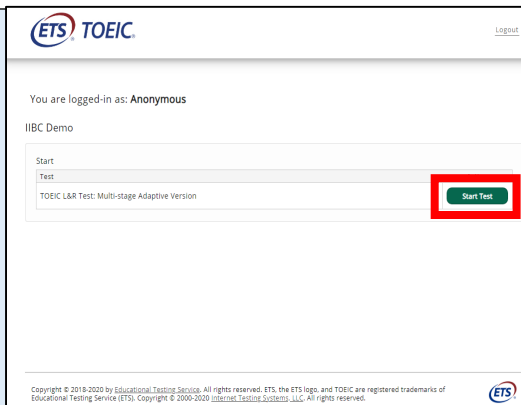 ETS® TOEIC®
Logout
You are logged-in as: Anonymous
IIBC Demo
Start
Test
TOEIC L&R Test: Multi-stage Adaptive Version
Start Test
Copyright © 2018-2020 by Educational Testing Service. All rights reserved. ETS, the ETS logo, and TOEIC are registered trademarks of
Educational Testing Service (ETS). Copyright © 2000-2020 Internet Testing Systems, LLC. All rights reserved.
ETS